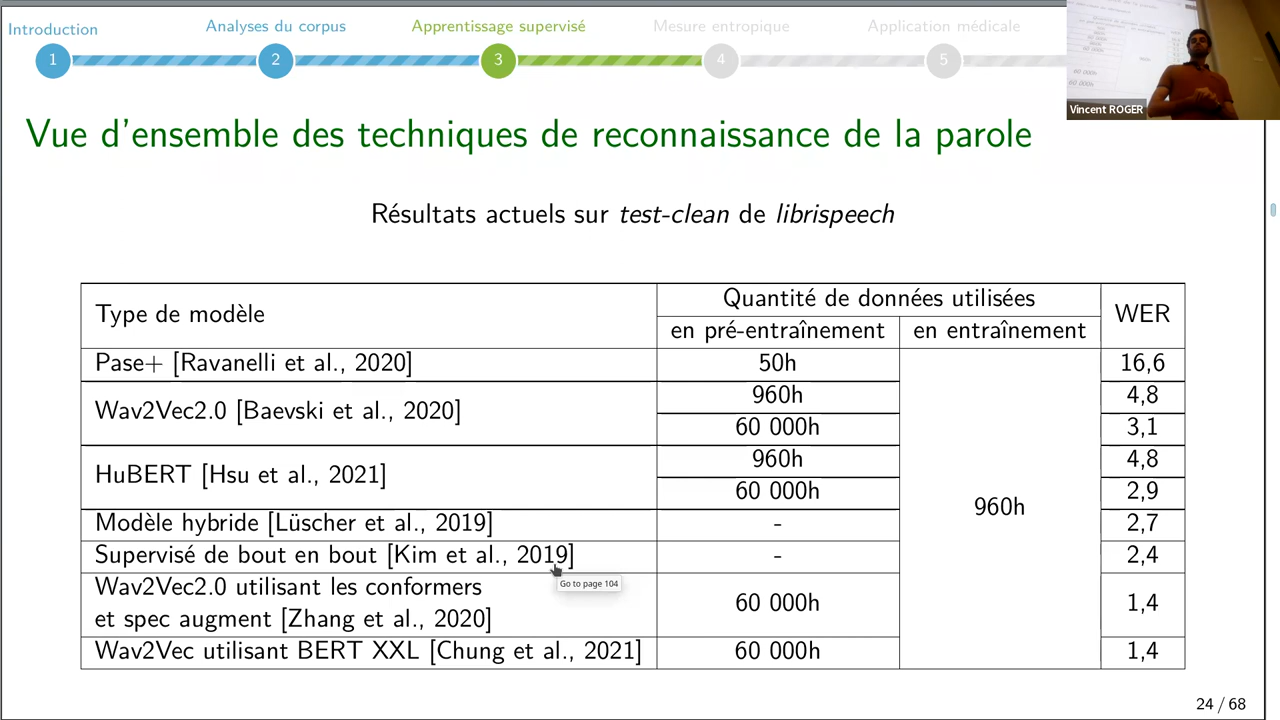 Introduction
Analyses du corpus
Apprentissage supervisé
Mesure entropique
Application médicale
1
2
3
4
5
Vincent ROGER
Vue d'ensemble des techniques de reconnaissance de la parole
Résultats actuels sur test-clean de librispeech
Type de modèle
Quantité de données utilisées
WER
en pré-entraînement
en entraînement
Pase+ [Ravanelli et al., 2020]
50h
16,6
Wav2Vec2.0 [Baevski et al., 2020]
960h
4,8
60 000h
3,1
HuBERT [Hsu et al., 2021]
960h
4,8
60 000h
2,9
960h
Modèle hybride [Lüscher et al., 2019]
-
2,7
Supervisé de bout en bout [Kim et al., 2019]
-
2,4
Go to page 104
Wav2Vec2.0 utilisant les conformers
et spec augment [Zhang et al., 2020]
60 000h
1,4
Wav2Vec utilisant BERT XXL [Chung et al., 2021]
60 000h
1,4
24 / 68